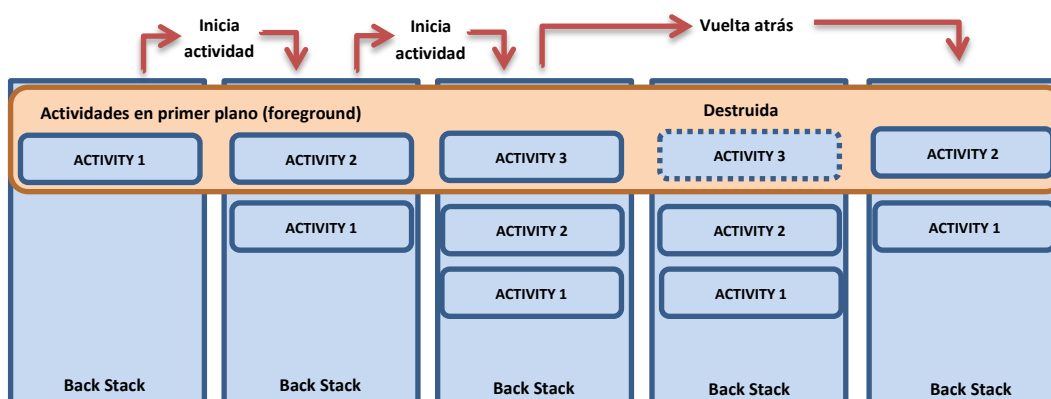 Inicia
actividad
Inicia
actividad
Vuelta atrás
Actividades en primer plano (foreground)
Destruida
ACTIVITY 1
ACTIVITY 2
ACTIVITY 3
ACTIVITY 3
ACTIVITY 2
ACTIVITY 1
ACTIVITY 2
ACTIVITY 2
ACTIVITY 1
ACTIVITY 1
ACTIVITY 1
Back Stack
Back Stack
Back Stack
Back Stack
Back Stack